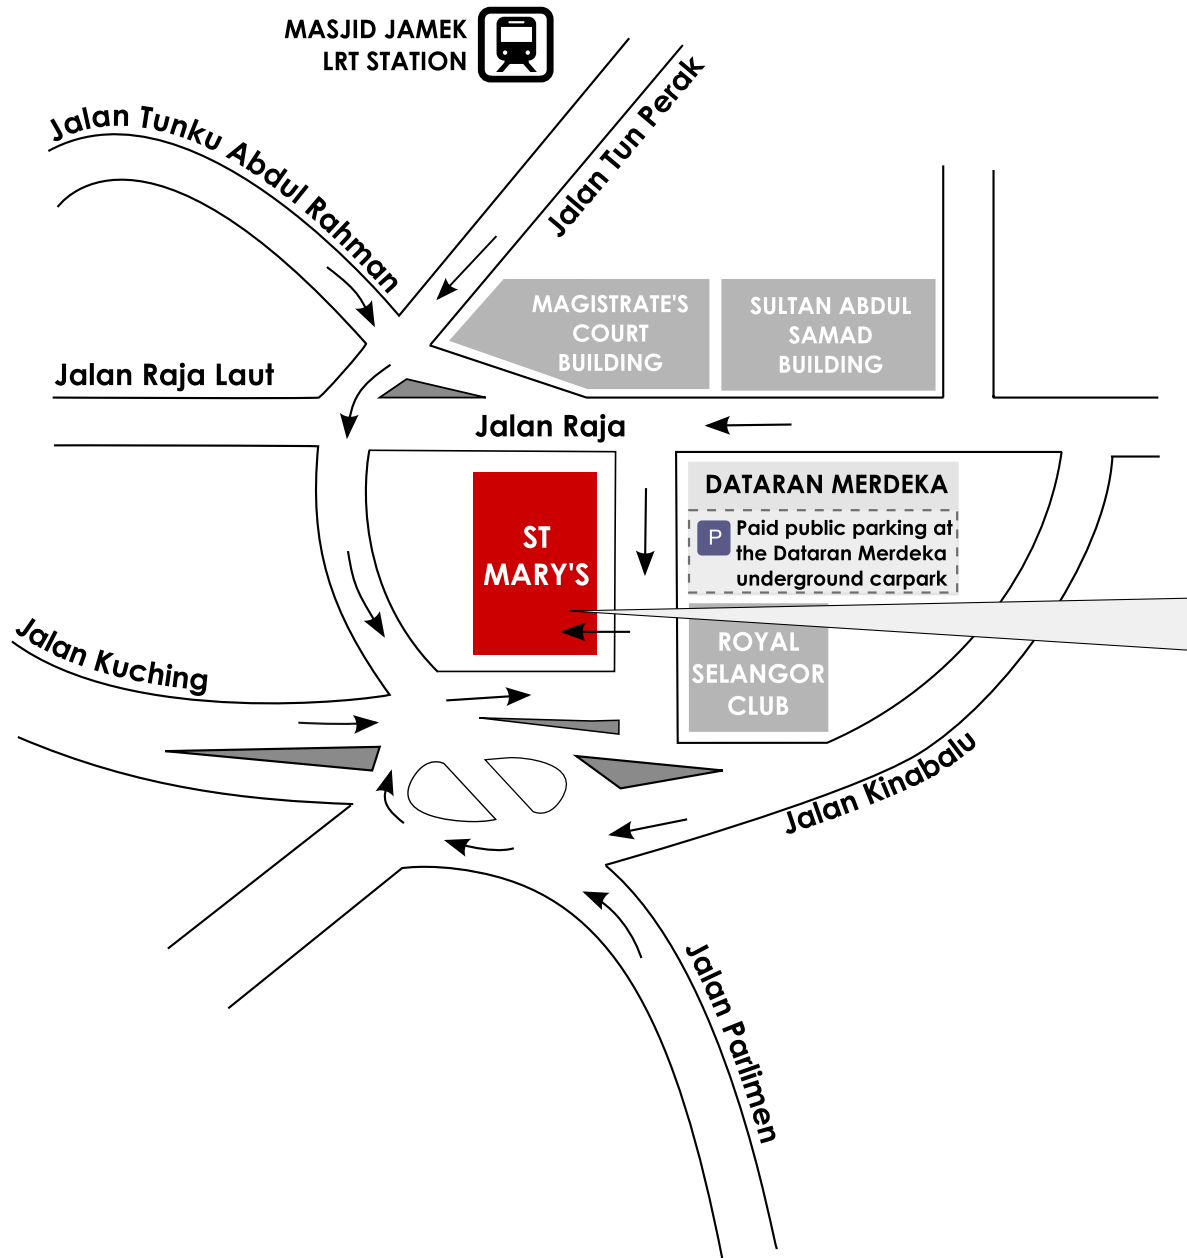 MASJID JAMEK
LRT STATION
Jalan Tunku Abdul Rahman
Jalan Tun Perak
MAGISTRATE'S
COURT
BUILDING
SULTAN ABDUL
SAMAD
BUILDING
Jalan Raja Laut
Jalan Raja
DATARAN MERDEKA
P
Paid public parking at
the Dataran Merdeka
underground carpark
ST
MARY'S
ROYAL
SELANGOR
CLUB
Jalan Kuching
Jalan Kinabalu
Jalan Parlimen